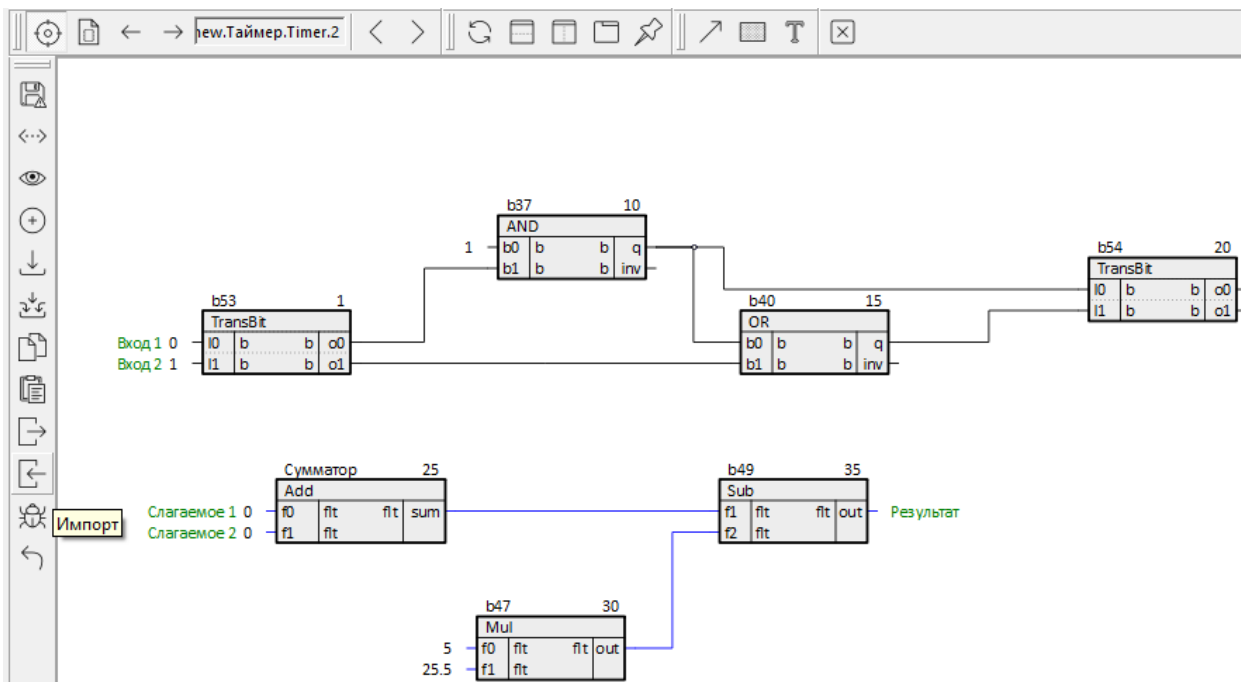 new.Таймер.Timer.2
b37 10
AND
1 b0 b b q
b1 b b inv
b54 20
TransBit
I0 b b o0
I1 b b o1
b53 1
TransBit
Вход 1 0 I0 b b o0
Вход 2 1 I1 b b o1
b40 15
OR
b0 b b q
b1 b b inv
Сумматор 25
Add
Слагаемое 1 0 f0 flt flt sum
Слагаемое 2 0 f1 flt
b49 35
Sub
f1 flt flt out Результат
f2 flt
Импорт
b47 30
Mul
5 f0 flt flt out
25.5 f1 flt